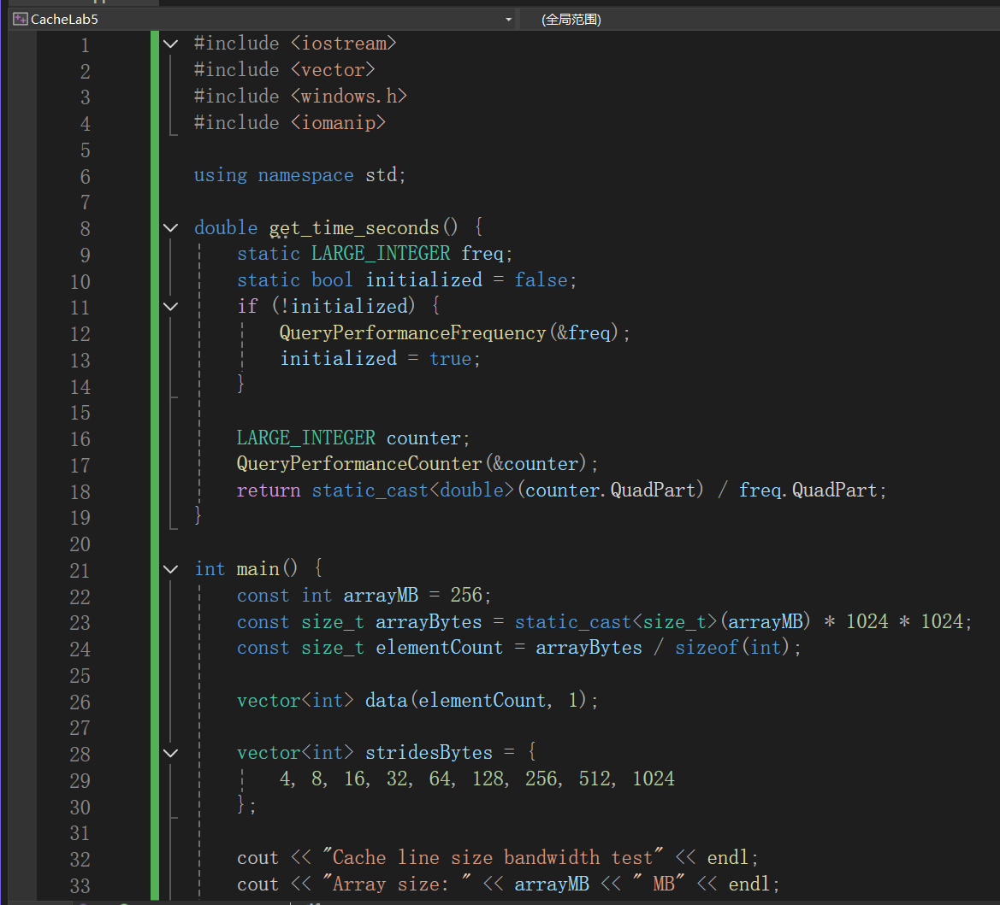 CacheLab5 (全局范围)
1 #include <iostream>
2 #include <vector>
3 #include <windows.h>
4 #include <iomanip>
5
6 using namespace std;
7
8 double get_time_seconds() {
9 static LARGE_INTEGER freq;
10 static bool initialized = false;
11 if (!initialized) {
12 QueryPerformanceFrequency(&freq);
13 initialized = true;
14 }
15
16 LARGE_INTEGER counter;
17 QueryPerformanceCounter(&counter);
18 return static_cast<double>(counter.QuadPart) / freq.QuadPart;
19 }
20
21 int main() {
22 const int arrayMB = 256;
23 const size_t arrayBytes = static_cast<size_t>(arrayMB) * 1024 * 1024;
24 const size_t elementCount = arrayBytes / sizeof(int);
25
26 vector<int> data(elementCount, 1);
27
28 vector<int> stridesBytes = {
29 4, 8, 16, 32, 64, 128, 256, 512, 1024
30 };
31
32 cout << "Cache line size bandwidth test" << endl;
33 cout << "Array size: " << arrayMB << " MB" << endl;